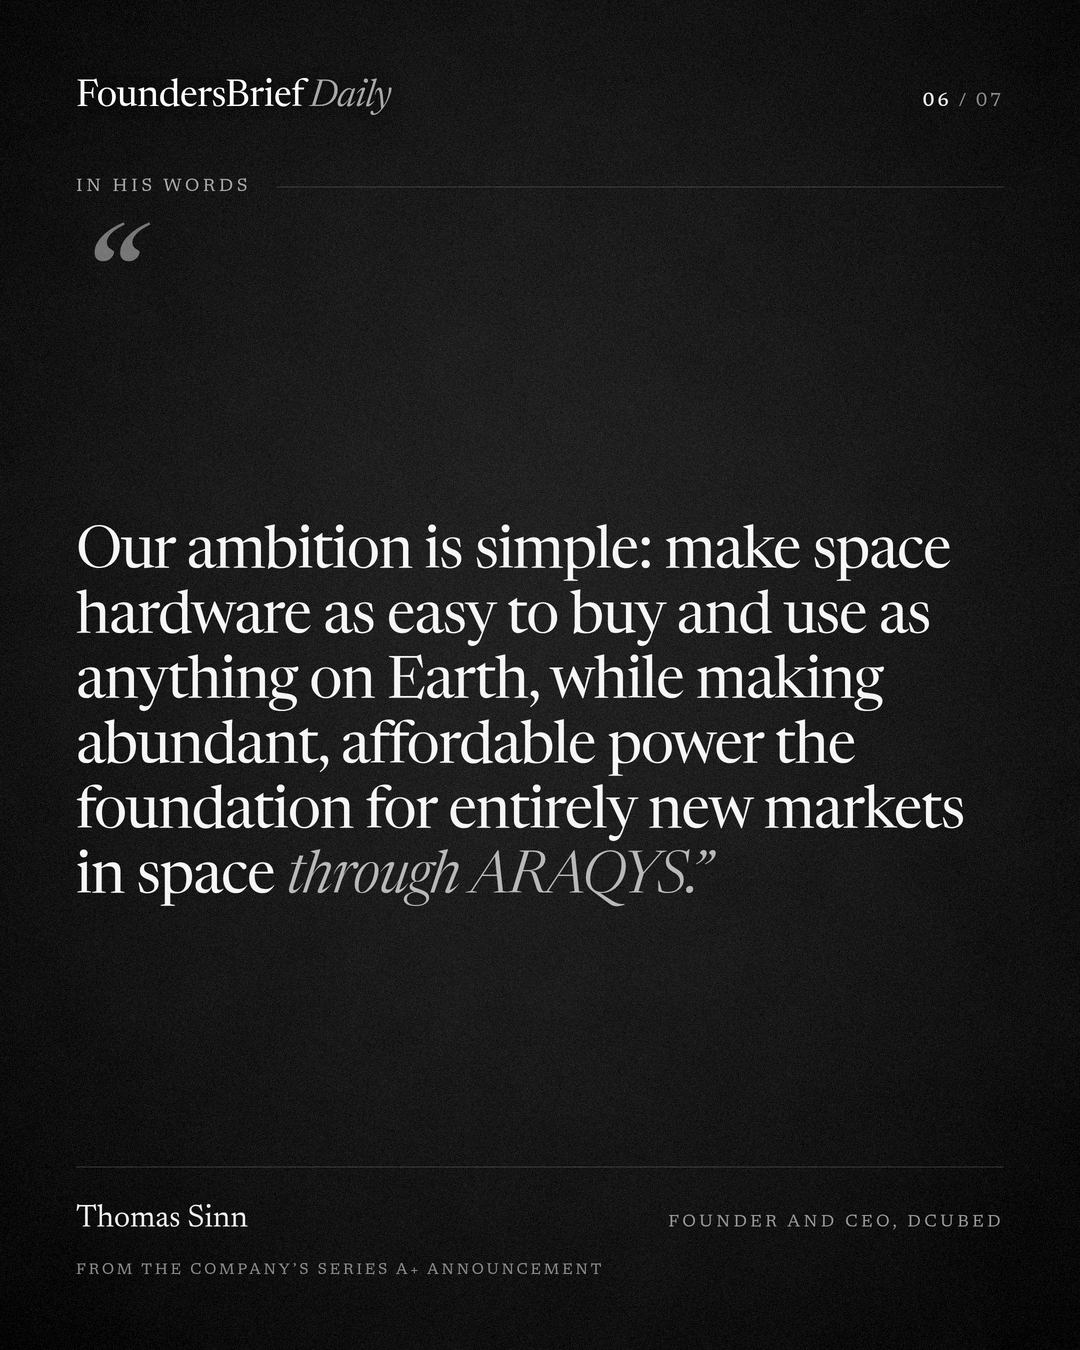 FoundersBrief Daily
06 / 07
IN HIS WORDS
“
Our ambition is simple: make space
hardware as easy to buy and use as
anything on Earth, while making
abundant, affordable power the
foundation for entirely new markets
in space through ARAQYS.”
Thomas Sinn
FOUNDER AND CEO, DCUBED
FROM THE COMPANY’S SERIES A+ ANNOUNCEMENT